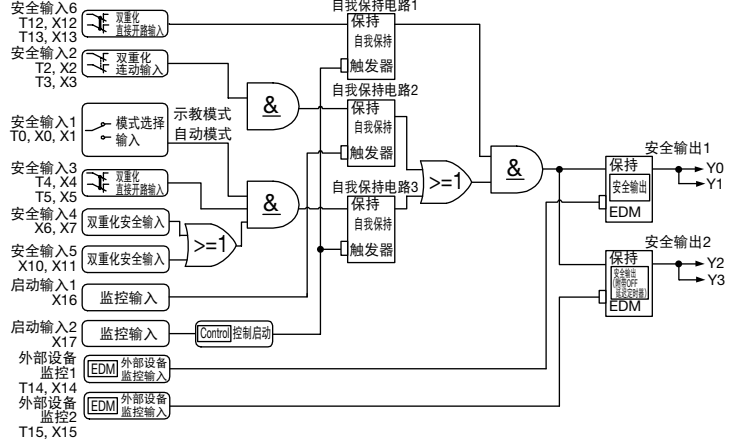 安全输入6
T12, X12
T13, X13
双重化
直接开路输入
安全输入2
T2, X2
T3, X3
双重化
连动输入
安全输入1
T0, X0, X1
模式选择
输入
示教模式
自动模式
安全输入3
T4, X4
T5, X5
双重化
直接开路输入
安全输入4
X6, X7
双重化安全输入
安全输入5
X10, X11
双重化安全输入
启动输入1
X16
监控输入
启动输入2
X17
监控输入
Control 控制启动
外部设备
监控1
T14, X14
EDM 外部设备
监控输入
外部设备
监控2
T15, X15
EDM 外部设备
监控输入
&
&
>=1
自我保持电路1
保持
自我保持
触发器
自我保持电路2
保持
自我保持
触发器
自我保持电路3
保持
自我保持
触发器
>=1
&
安全输出1
保持
安全输出
EDM
Y0
Y1
安全输出2
保持
安全输出
(附带OFF
延迟定时器)
EDM
Y2
Y3